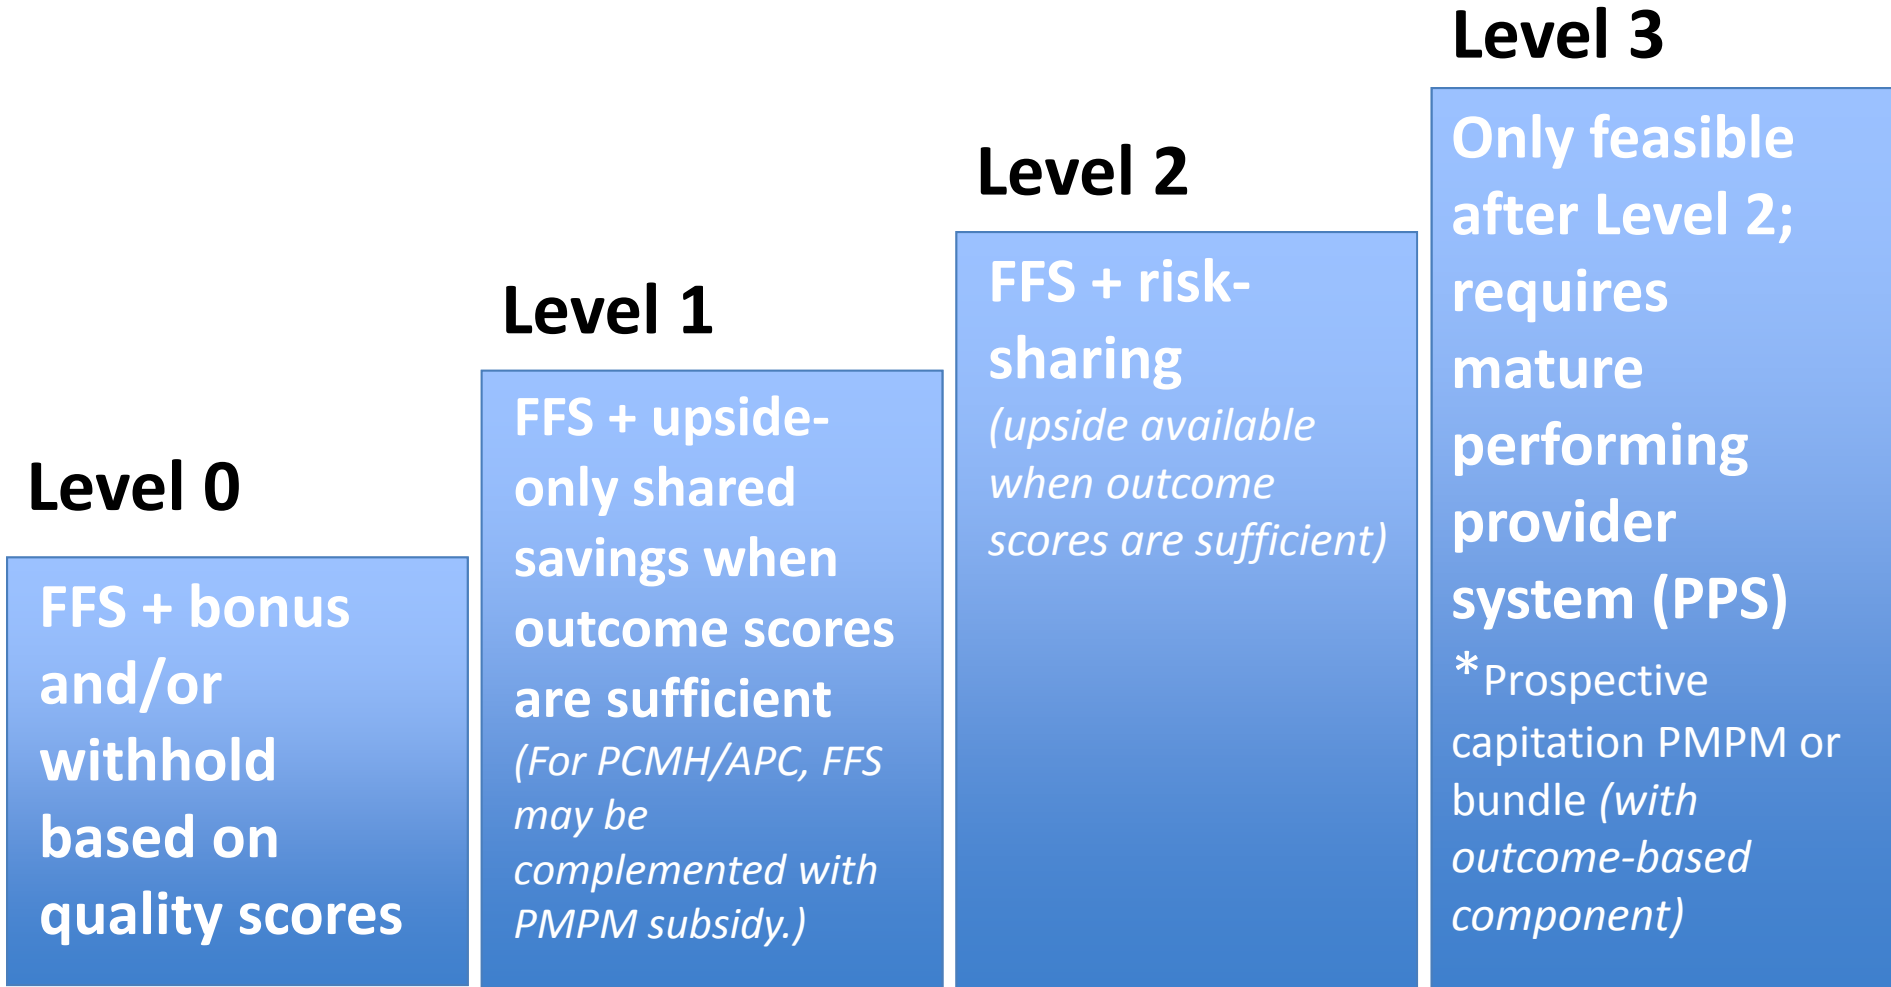 Level 0
FFS + bonus
and/or
withhold
based on
quality scores
Level 1
FFS + upside-
only shared
savings when
outcome scores
are sufficient
(For PCMH/APC, FFS
may be
complemented with
PMPM subsidy.)
Level 2
FFS + risk-
sharing
(upside available
when outcome
scores are sufficient)
Level 3
Only feasible
after Level 2;
requires
mature
performing
provider
system (PPS)
*Prospective
capitation PMPM or
bundle (with
outcome-based
component)